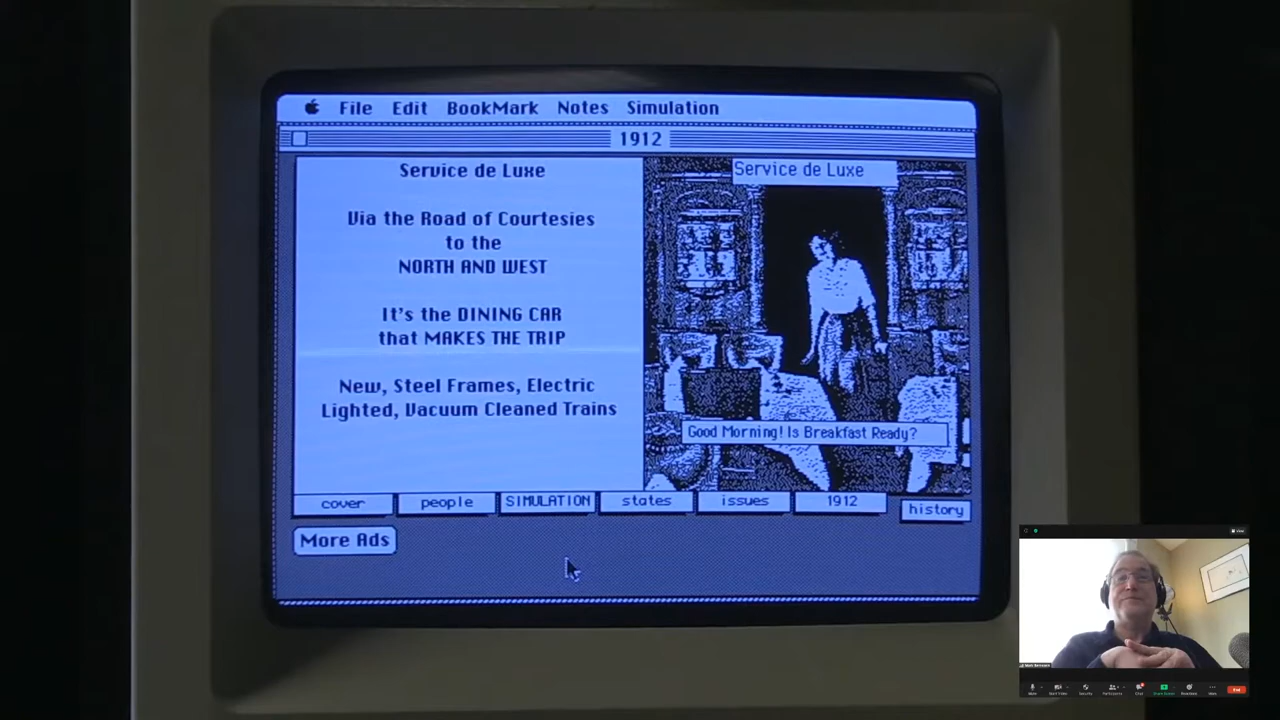 File Edit BookMark Notes Simulation
1912
Service de Luxe
Via the Road of Courtesies
to the
NORTH AND WEST
It's the DINING CAR
that MAKES THE TRIP
New, Steel Frames, Electric
Lighted, Vacuum Cleaned Trains
Service de Luxe
Good Morning! Is Breakfast Ready?
cover people SIMULATION states issues 1912 history
More Ads
View
End